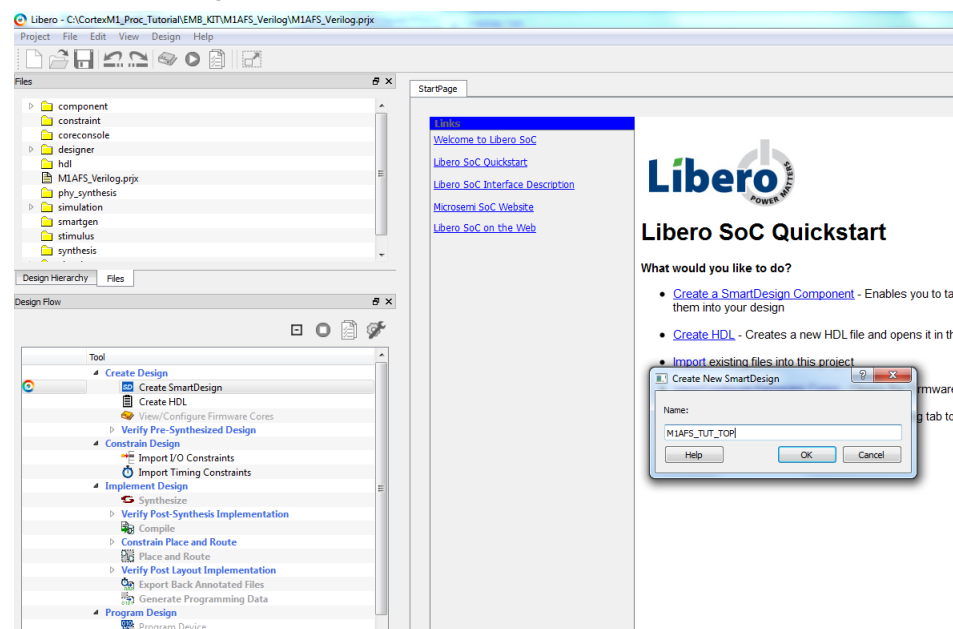 Libero - C:\CortexM1_Proc_Tutorial\EMB_KIT\M1AFS_Verilog\M1AFS_Verilog.prjx
Project File Edit View Design Help
Files
component
constraint
coreconsole
designer
hdl
M1AFS_Verilog.prjx
phy_synthesis
simulation
smartgen
stimulus
synthesis
Design Hierarchy Files
Design Flow
Tool
Create Design
SD Create SmartDesign
Create HDL
View/Configure Firmware Cores
Verify Pre-Synthesized Design
Constrain Design
Import I/O Constraints
Import Timing Constraints
Implement Design
Synthesize
Verify Post-Synthesis Implementation
Compile
Constrain Place and Route
Place and Route
Verify Post Layout Implementation
Export Back Annotated Files
Generate Programming Data
Program Design
Program Device
StartPage
Links
Welcome to Libero SoC
Libero SoC Quickstart
Libero SoC Interface Description
Microsemi SoC Website
Libero SoC on the Web
Libero
POWER MATTERS
Libero SoC Quickstart
What would you like to do?
Create a SmartDesign Component - Enables you to ta
them into your design
Create HDL - Creates a new HDL file and opens it in th
Import existing files into this project
rmware
g tab to
Create New SmartDesign
Name:
M1AFS_TUT_TOP
Help OK Cancel